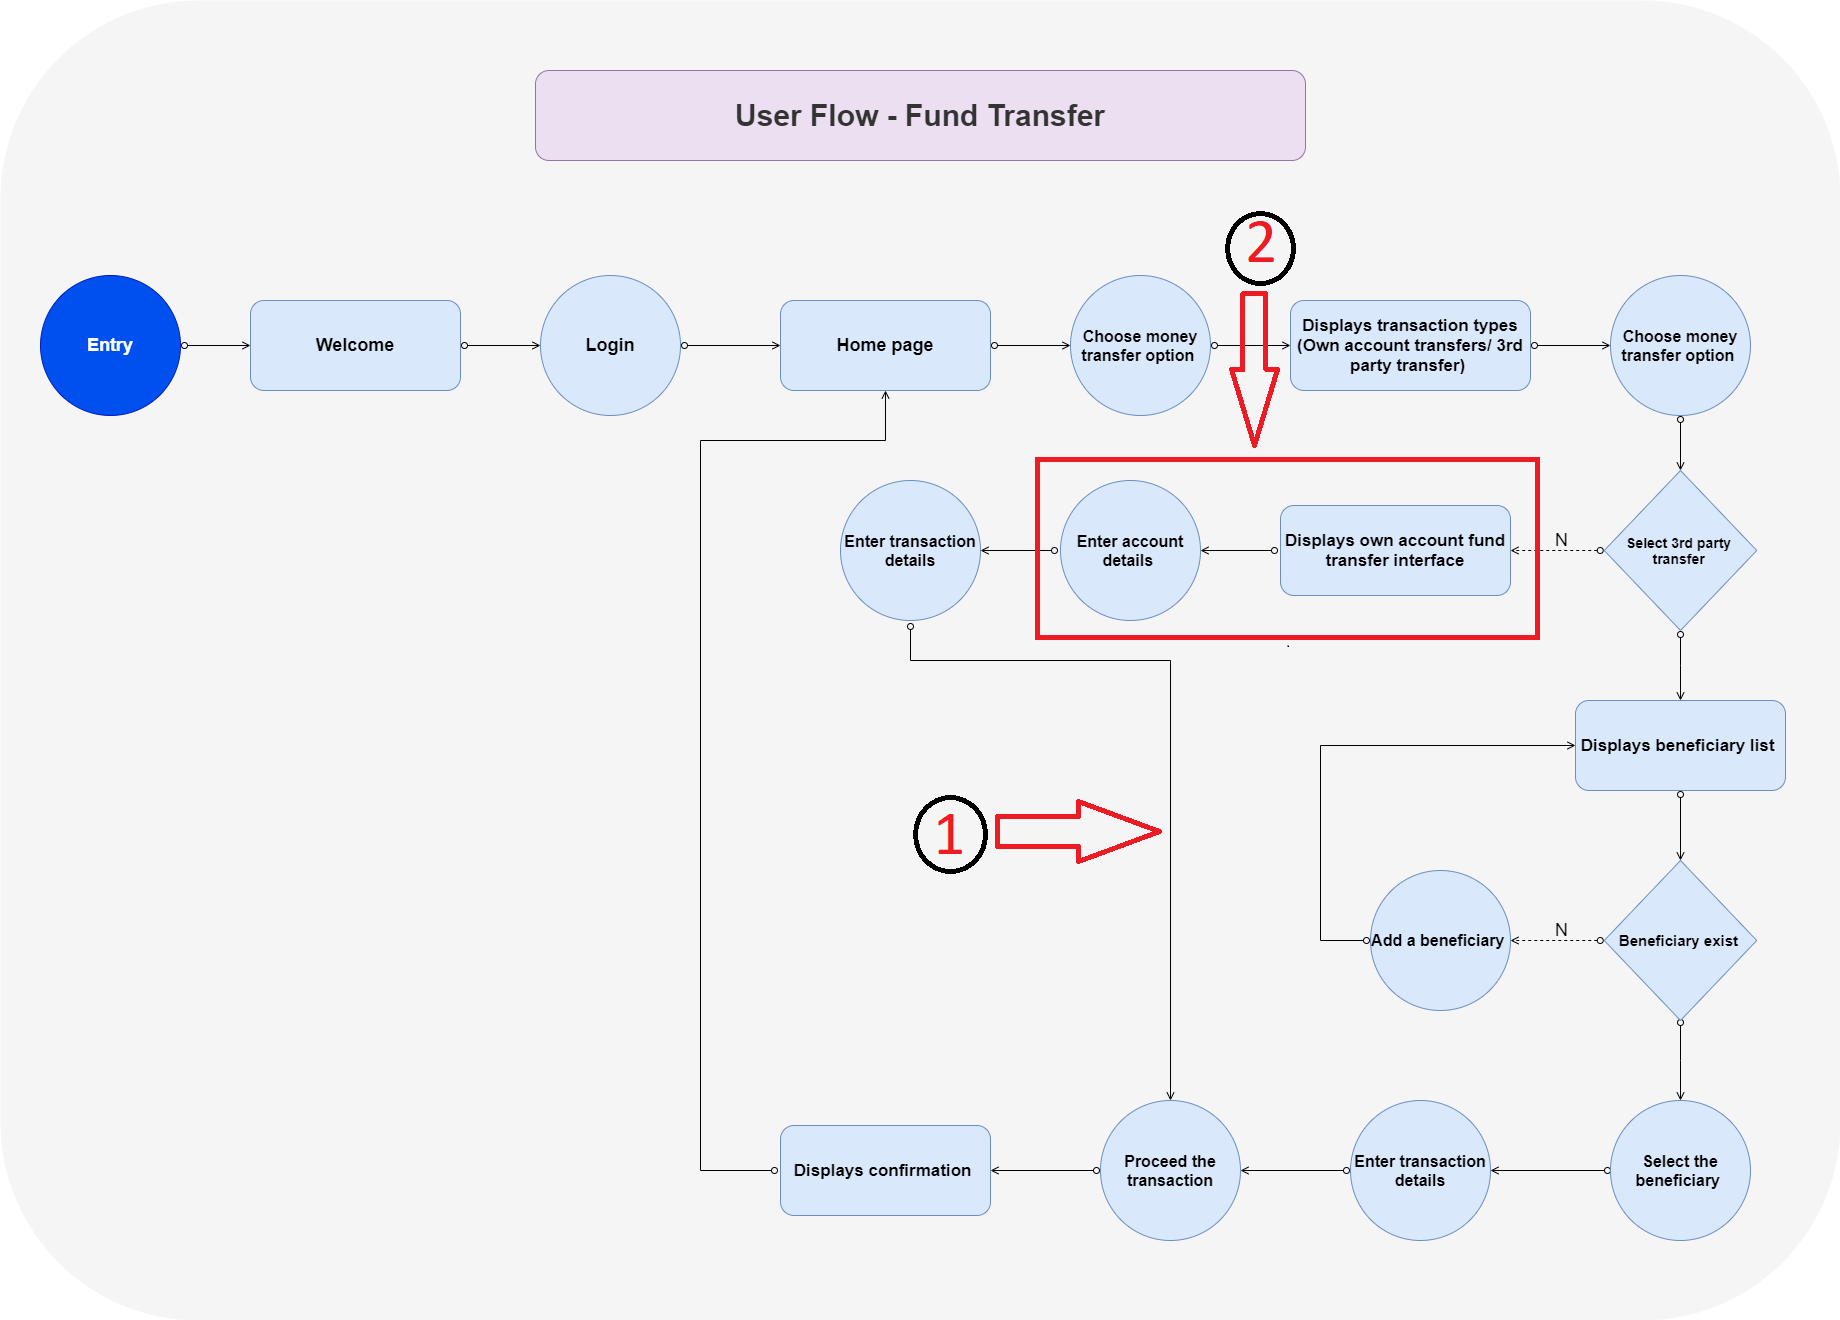 User Flow - Fund Transfer
2
Entry
Welcome
Login
Home page
Choose money
transfer option
Displays transaction types
(Own account transfers/ 3rd
party transfer)
Choose money
transfer option
Enter transaction
details
Enter account
details
Displays own account fund
transfer interface
N
Select 3rd party
transfer
Displays beneficiary list
1
Add a beneficiary
N
Beneficiary exist
Displays confirmation
Proceed the
transaction
Enter transaction
details
Select the
beneficiary